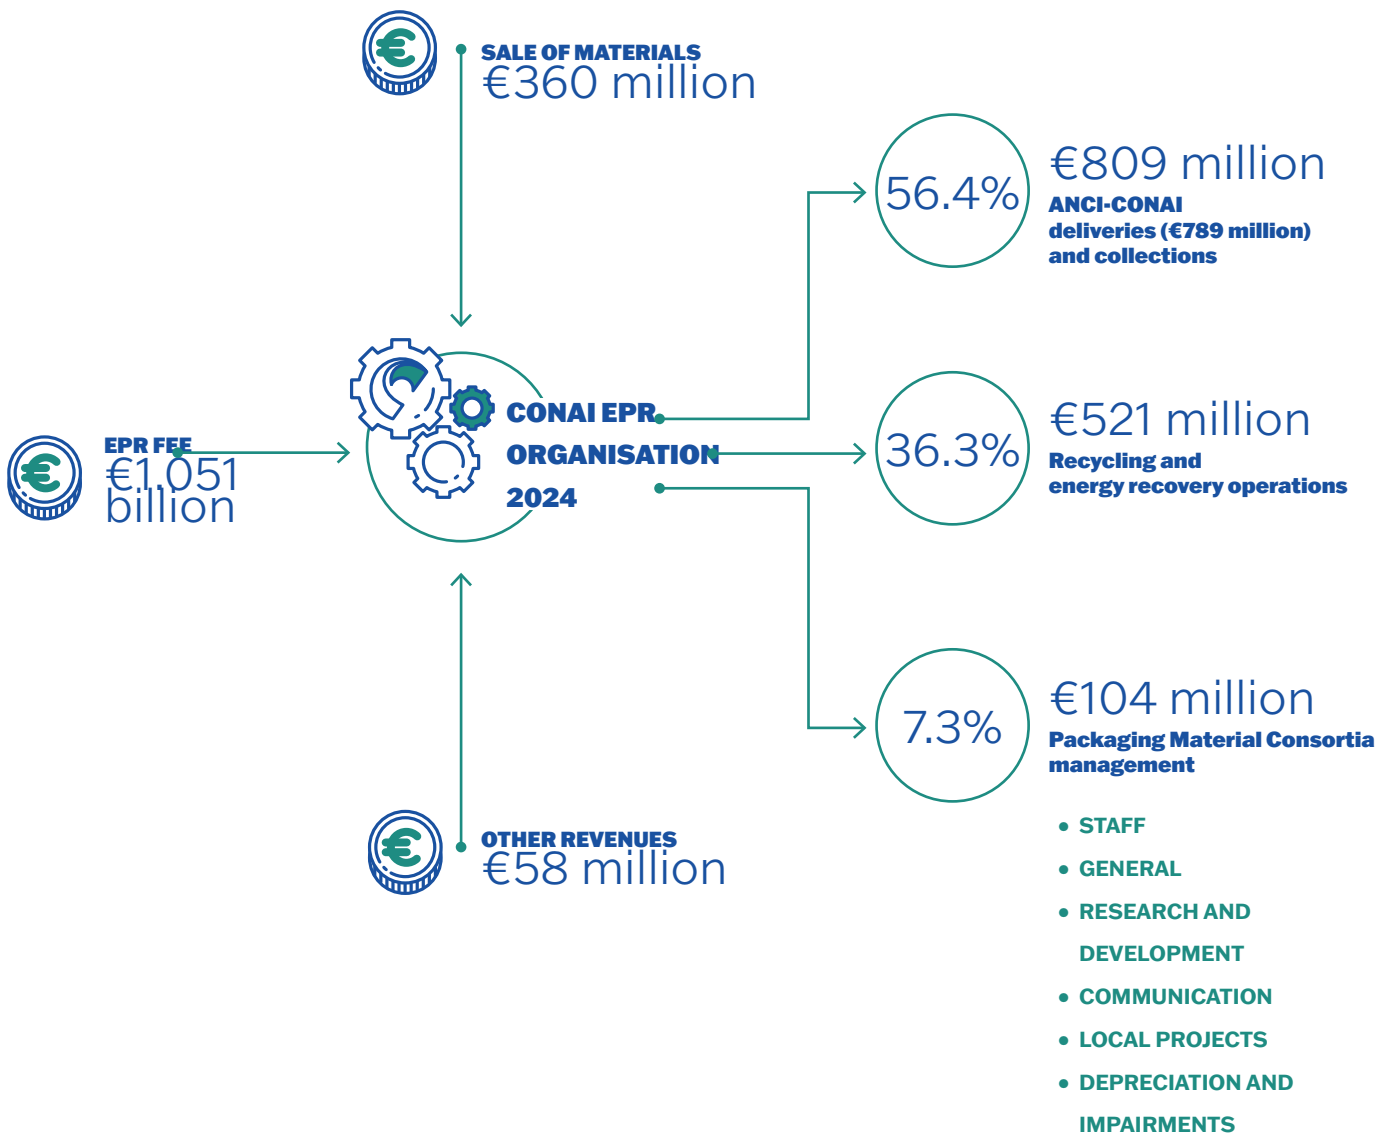 SALE OF MATERIALS
€360 million
EPR FEE
€1.051
billion
CONAI EPR
ORGANISATION
2024
OTHER REVENUES
€58 million
56.4%
€809 million
ANCI-CONAI
deliveries (€789 million)
and collections
36.3%
€521 million
Recycling and
energy recovery operations
7.3%
€104 million
Packaging Material Consortia
management
• STAFF
• GENERAL
• RESEARCH AND
DEVELOPMENT
• COMMUNICATION
• LOCAL PROJECTS
• DEPRECIATION AND
IMPAIRMENTS